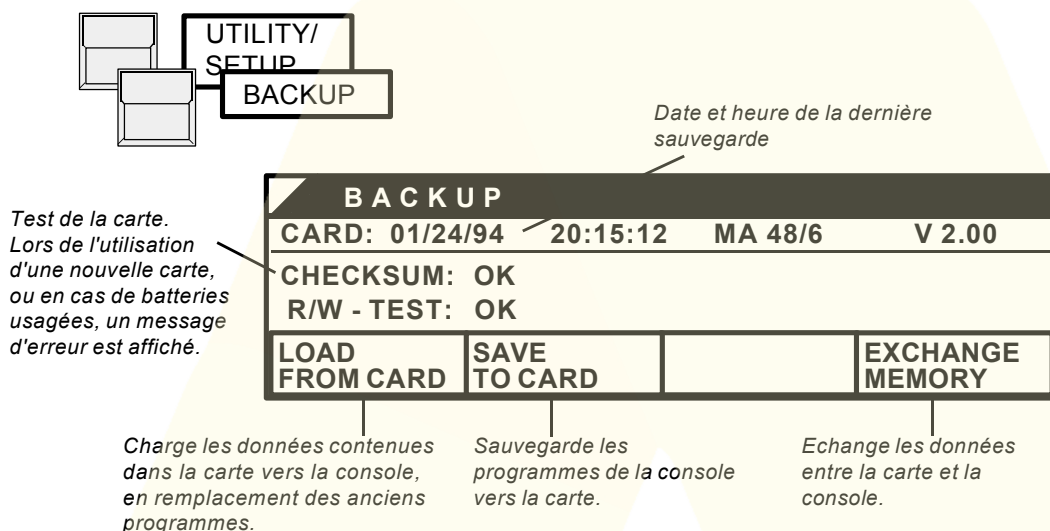 UTILITY/
SETUP
BACKUP
Date et heure de la dernière
sauvegarde
Test de la carte.
Lors de l'utilisation
d'une nouvelle carte,
ou en cas de batteries
usagées, un message
d'erreur est affiché.
BACKUP
CARD: 01/24/94 20:15:12 MA 48/6 V 2.00
CHECKSUM: OK
R/W - TEST: OK
LOAD
FROM CARD
SAVE
TO CARD
EXCHANGE
MEMORY
Charge les données contenues
dans la carte vers la console,
en remplacement des anciens
programmes.
Sauvegarde les
programmes de la console
vers la carte.
Echange les données
entre la carte et la
console.